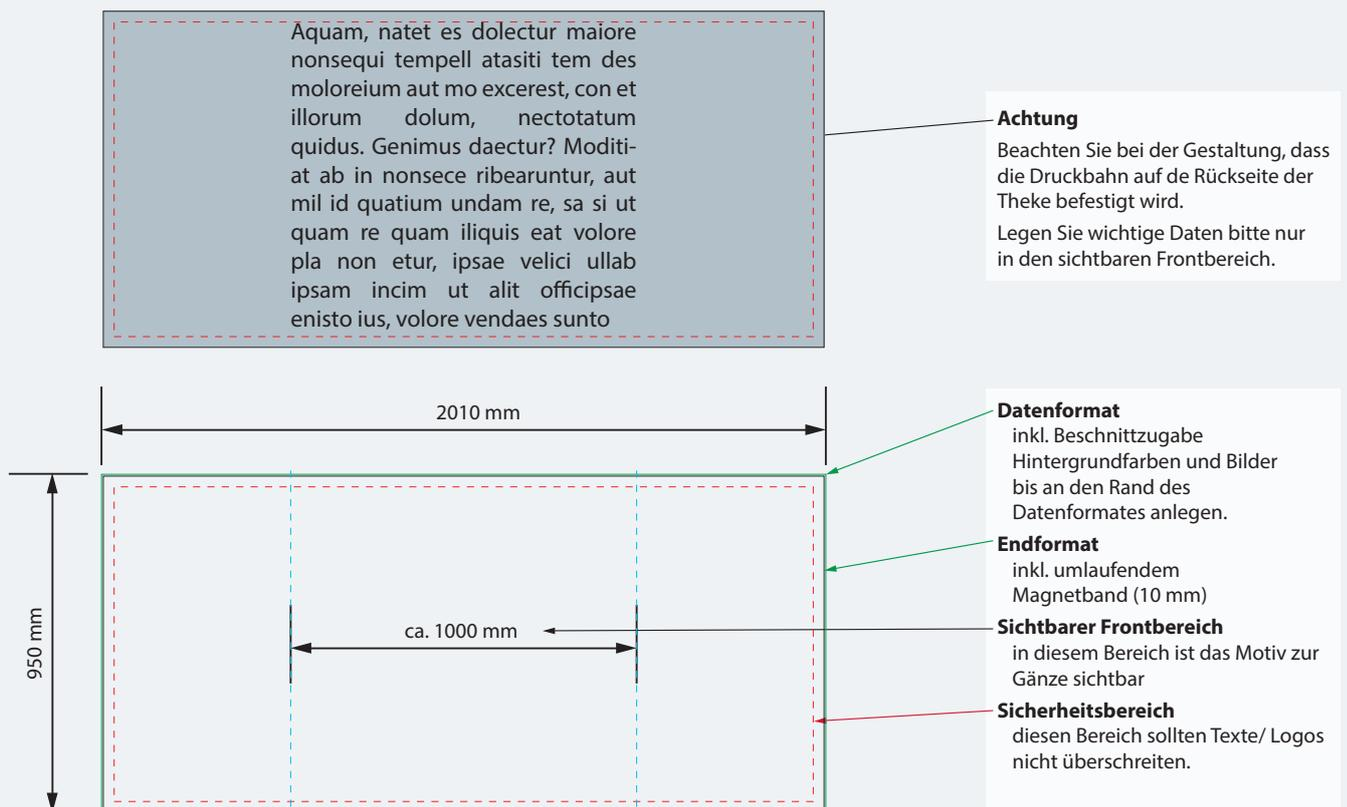 Aquam, natet es dolectur maiore
nonsequi tempell atasiti tem des
moloreium aut mo excerest, con et
illorum dolum, nectotatum
quidus. Genimus daectur? Moditi-
at ab in nonsece ribearuntur, aut
mil id quatium undam re, sa si ut
quam re quam iliquis eat volore
pla non etur, ipsae velici ullab
ipsam incim ut alit officipsae
enisto ius, volore vendaes sunto
Achtung
Beachten Sie bei der Gestaltung, dass
die Druckbahn auf de Rückseite der
Theke befestigt wird.
Legen Sie wichtige Daten bitte nur
in den sichtbaren Frontbereich.
2010 mm
950 mm
ca. 1000 mm
Datenformat
inkl. Beschnittzugabe
Hintergrundfarben und Bilder
bis an den Rand des
Datenformates anlegen.
Endformat
inkl. umlaufendem
Magnetband (10 mm)
Sichtbarer Frontbereich
in diesem Bereich ist das Motiv zur
Gänze sichtbar
Sicherheitsbereich
diesen Bereich sollten Texte/ Logos
nicht überschreiten.